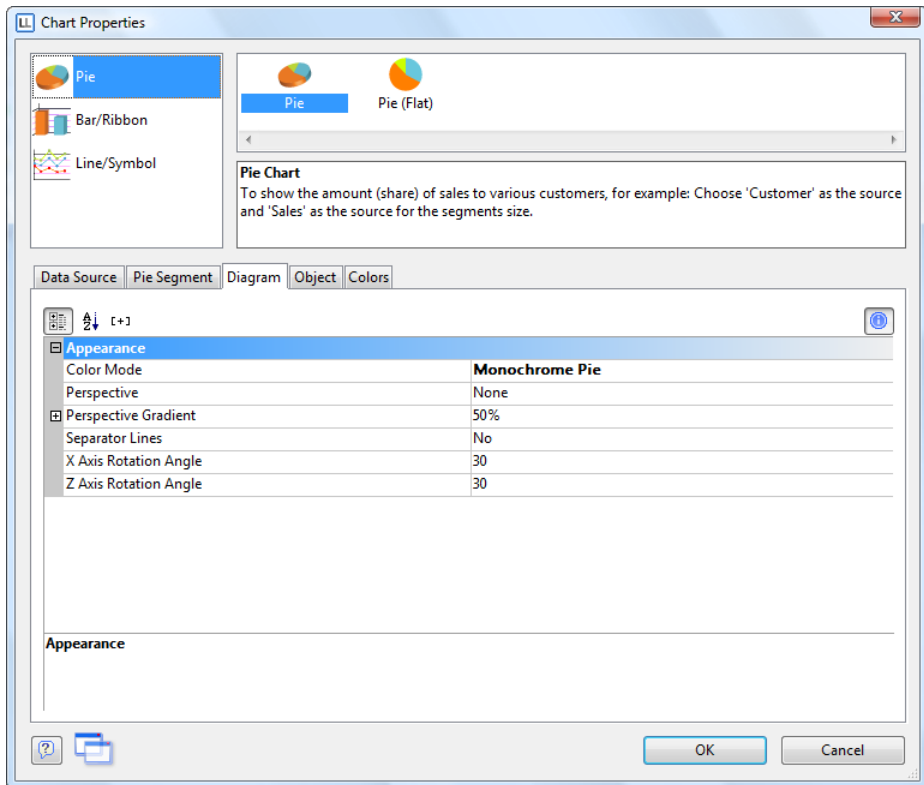 LL Chart Properties
Pie
Bar/Ribbon
Line/Symbol
Pie
Pie (Flat)
Pie Chart
To show the amount (share) of sales to various customers, for example: Choose 'Customer' as the source
and 'Sales' as the source for the segments size.
Data Source Pie Segment Diagram Object Colors
A Z [+]
Appearance
Color Mode Monochrome Pie
Perspective None
Perspective Gradient 50%
Separator Lines No
X Axis Rotation Angle 30
Z Axis Rotation Angle 30
Appearance
OK Cancel